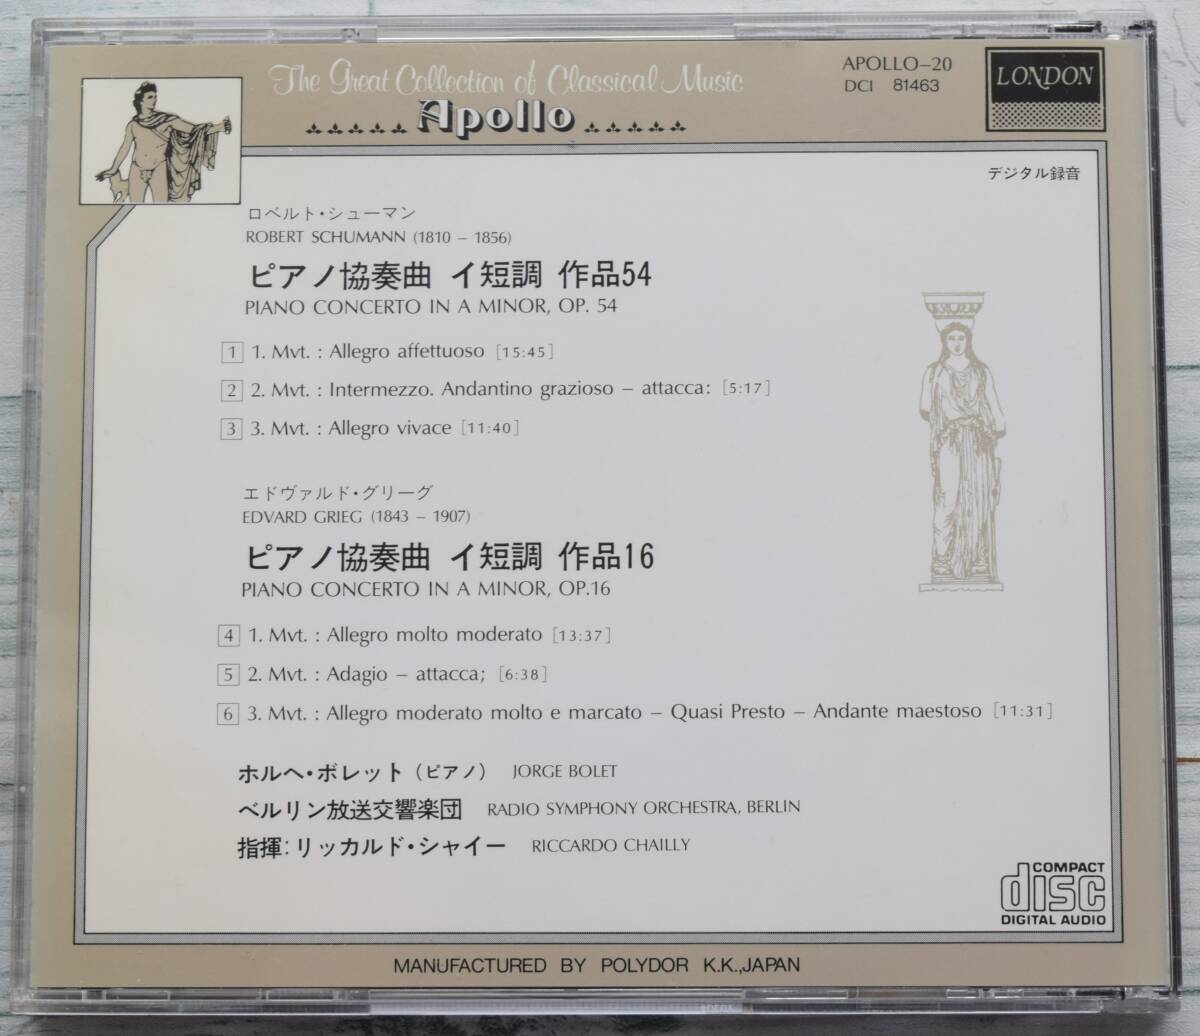 The Great Collection of Classical Music
Apollo
APOLLO-20
DCI 81463
LONDON
デジタル録音
ロベルト・シューマン
ROBERT SCHUMANN (1810 – 1856)
ピアノ協奏曲 イ短調 作品54
PIANO CONCERTO IN A MINOR, OP. 54
1 1. Mvt. : Allegro affettuoso [15:45]
2 2. Mvt. : Intermezzo. Andantino grazioso – attacca: [5:17]
3 3. Mvt. : Allegro vivace [11:40]
エドヴァルド・グリーグ
EDVARD GRIEG (1843 – 1907)
ピアノ協奏曲 イ短調 作品16
PIANO CONCERTO IN A MINOR, OP.16
4 1. Mvt. : Allegro molto moderato [13:37]
5 2. Mvt. : Adagio – attacca; [6:38]
6 3. Mvt. : Allegro moderato molto e marcato – Quasi Presto – Andante maestoso [11:31]
ホルヘ・ボレット (ピアノ) JORGE BOLET
ベルリン放送交響楽団 RADIO SYMPHONY ORCHESTRA, BERLIN
指揮: リッカルド・シャイー RICCARDO CHAILLY
COMPACT
disc
DIGITAL AUDIO
MANUFACTURED BY POLYDOR K.K.,JAPAN